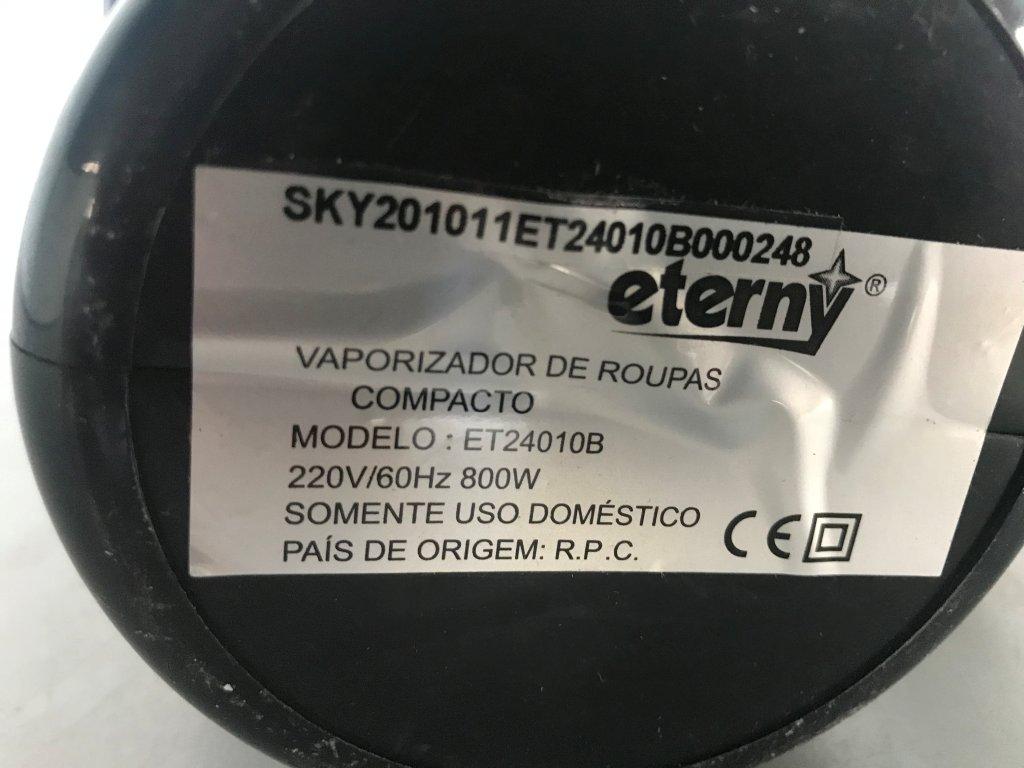 SKY201011ET24010B000248
eterny®
VAPORIZADOR DE ROUPAS
COMPACTO
MODELO : ET24010B
220V/60Hz 800W
SOMENTE USO DOMÉSTICO
PAÍS DE ORIGEM: R.P.C.
CE